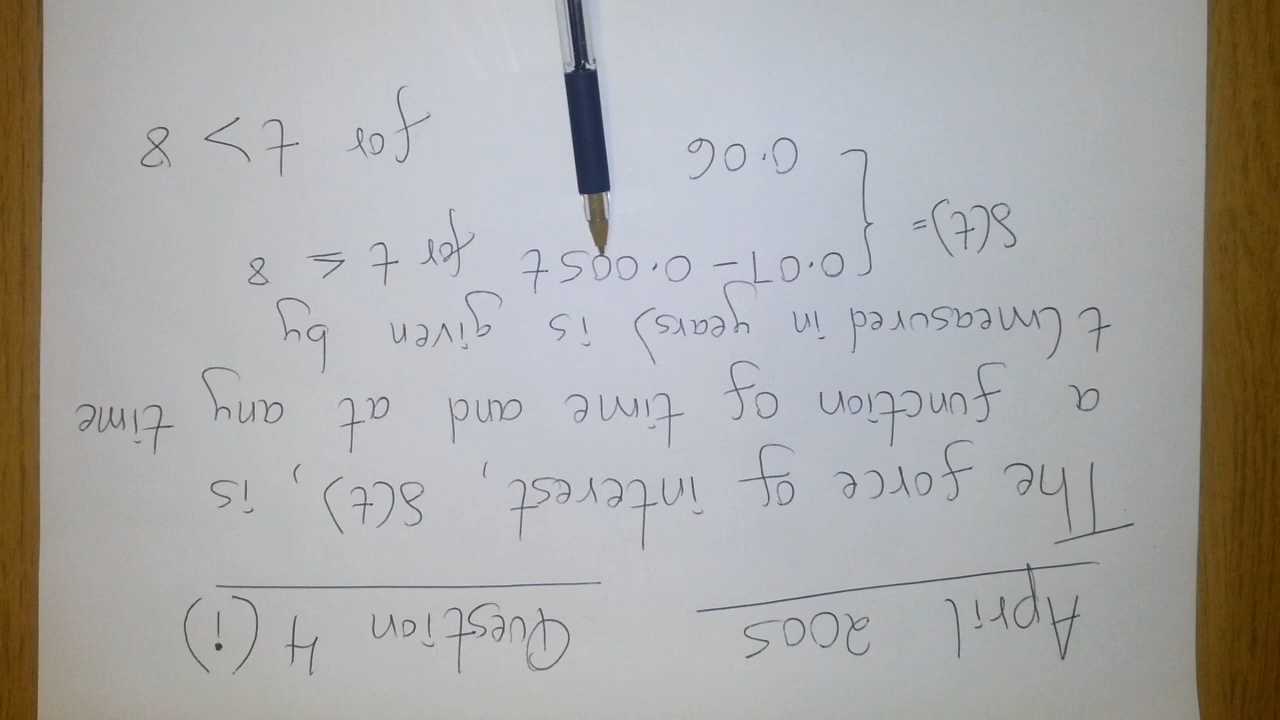 April 2005 Question 4 (i)
The force of interest, δ(t), is
a function of time and at any time
t (measured in years) is given by
δ(t) = { 0.07 - 0.005t for t ≤ 8
0.06 for t > 8